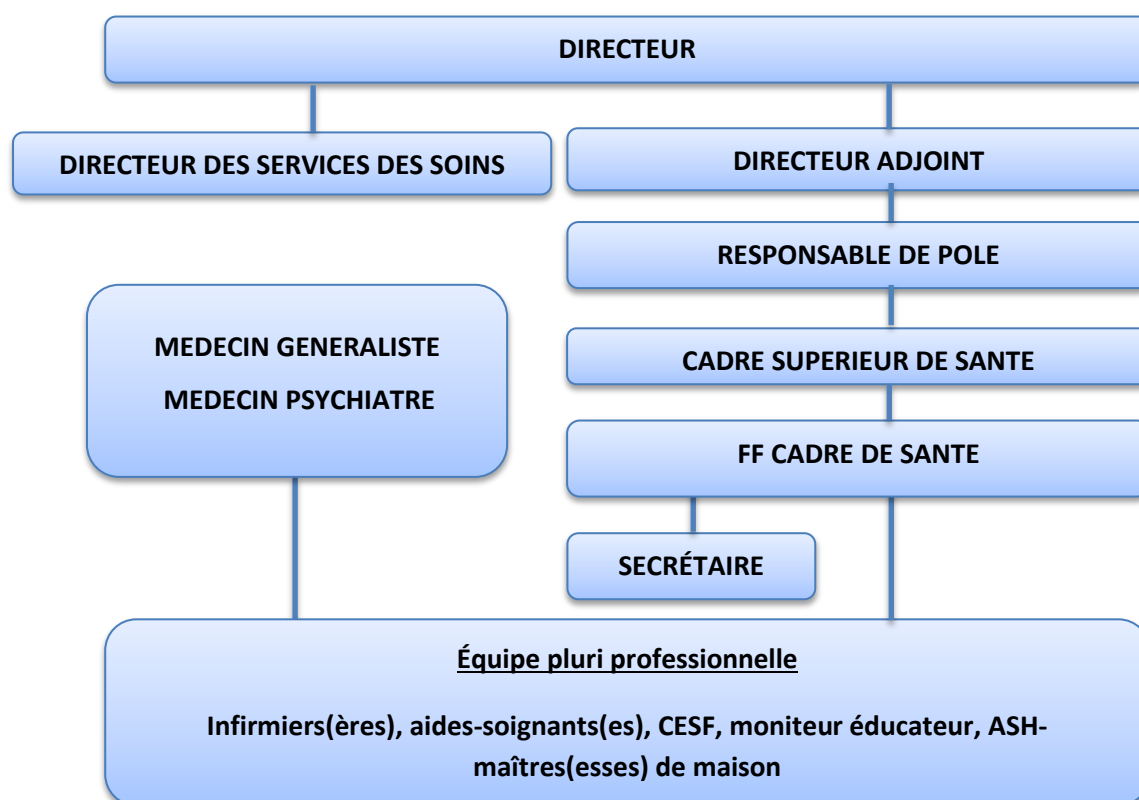 DIRECTEUR
DIRECTEUR DES SERVICES DES SOINS
DIRECTEUR ADJOINT
RESPONSABLE DE POLE
MEDECIN GENERALISTE
MEDECIN PSYCHIATRE
CADRE SUPERIEUR DE SANTE
FF CADRE DE SANTE
SECRÉTAIRE
Équipe pluri professionnelle
Infirmiers(ères), aides-soignants(es), CESF, moniteur éducateur, ASH-
maîtres(esses) de maison